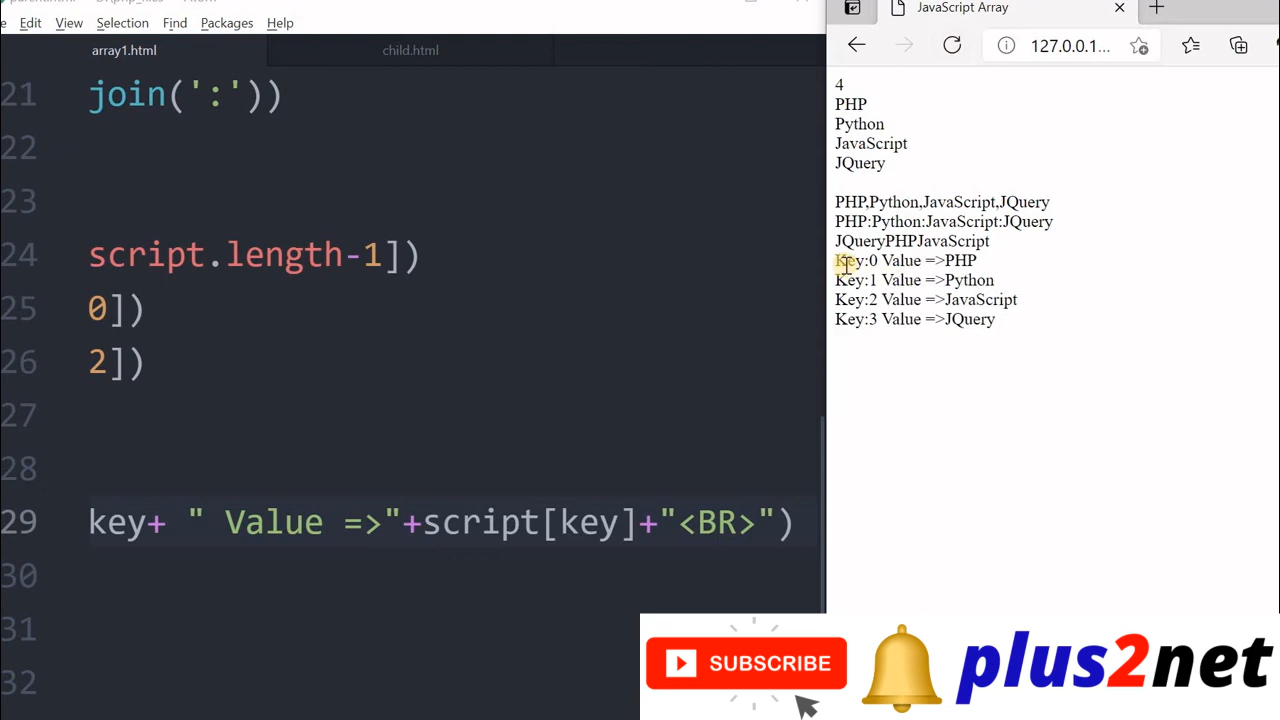 Edit View Selection Find Packages Help
array1.html child.html
21 join(':'))
22
23
24 script.length-1])
25 0])
26 2])
27
28
29 key+ " Value =>"+script[key]+"<BR>")
30
31
32
JavaScript Array
127.0.0.1...
4
PHP
Python
JavaScript
JQuery
PHP,Python,JavaScript,JQuery
PHP:Python:JavaScript:JQuery
JQueryPHPJavaScript
Key:0 Value =>PHP
Key:1 Value =>Python
Key:2 Value =>JavaScript
Key:3 Value =>JQuery
SUBSCRIBE
plus2net